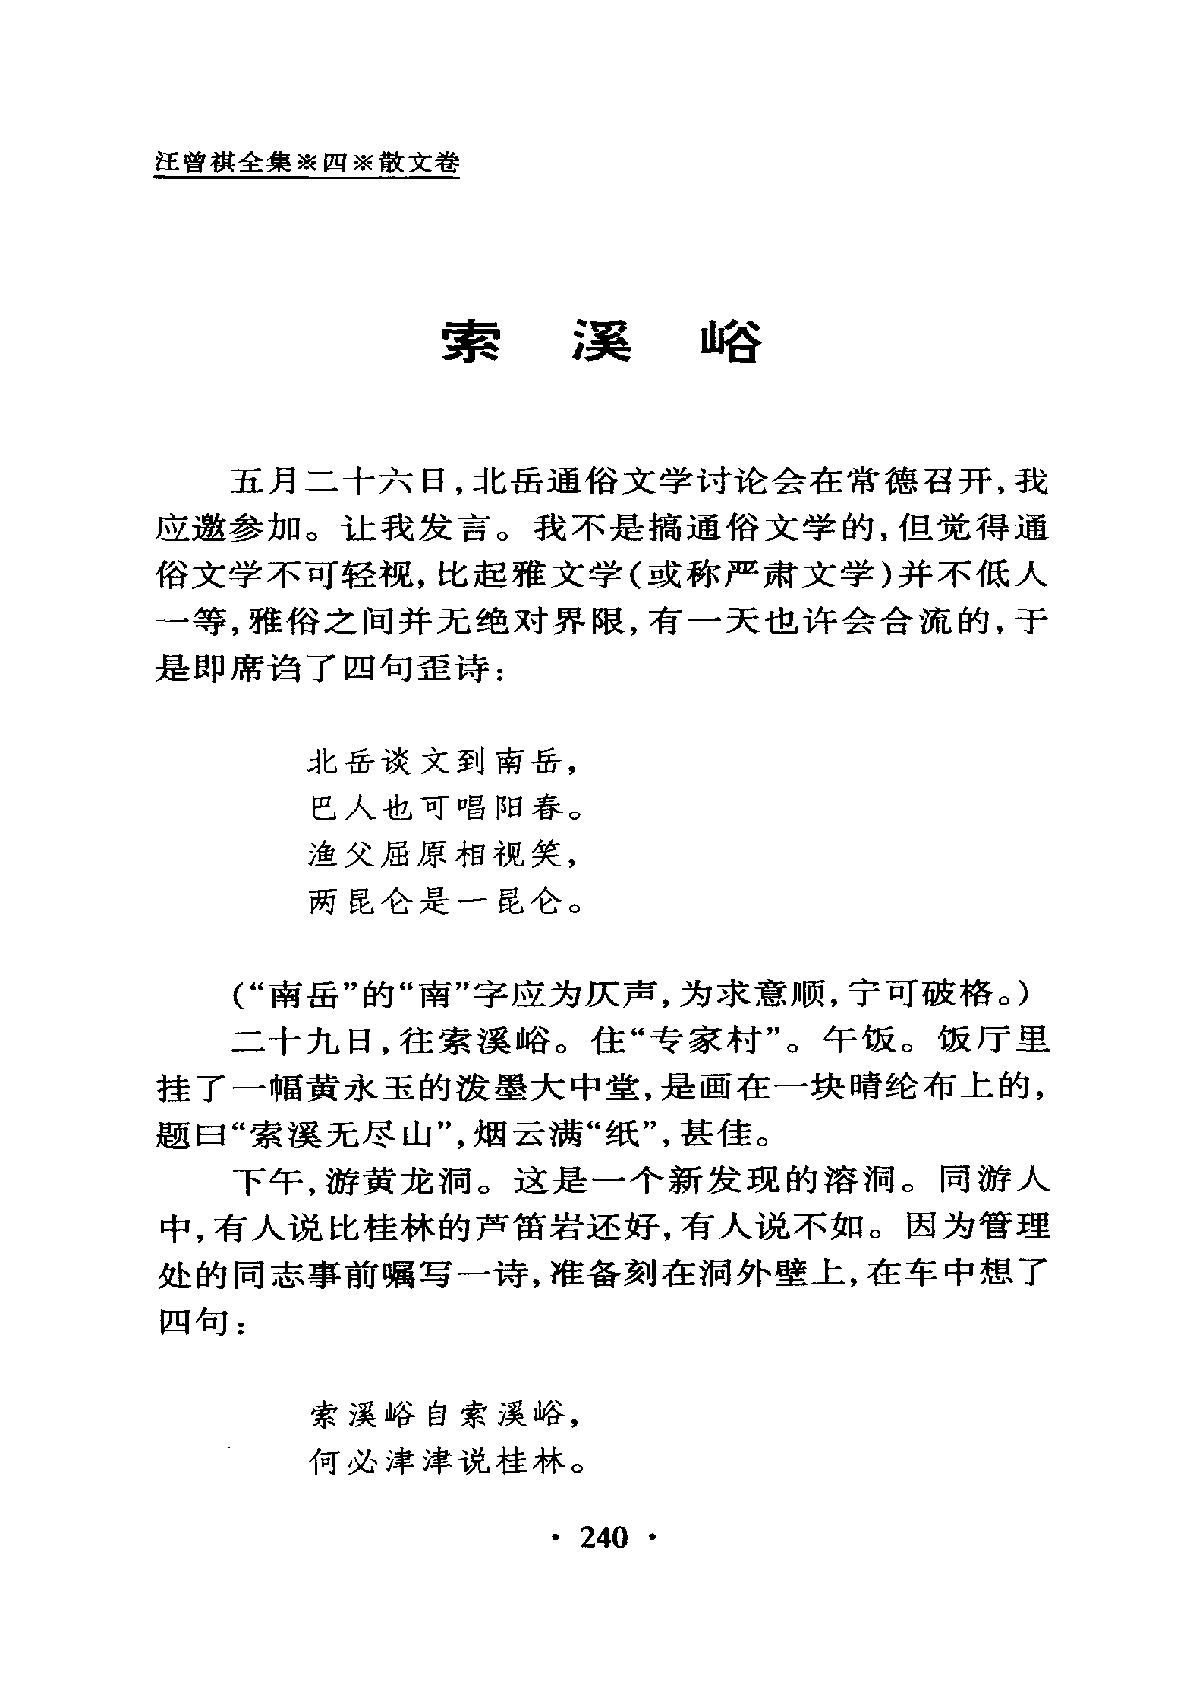 汪曾祺全集※四※散文卷
索溪峪
五月二十六日,北岳通俗文学讨论会在常德召开,我
应邀参加。让我发言。我不是搞通俗文学的,但觉得通
俗文学不可轻视,比起雅文学(或称严肃文学)并不低人
一等,雅俗之间并无绝对界限,有一天也许会合流的,于
是即席诌了四句歪诗:
北岳谈文到南岳,
巴人也可唱阳春。
渔父屈原相视笑,
两昆仑是一昆仑。
(“南岳”的“南”字应为仄声,为求意顺,宁可破格。)
二十九日,往索溪峪。住“专家村”。午饭。饭厅里
挂了一幅黄永玉的泼墨大中堂,是画在一块晴纶布上的,
题曰“索溪无尽山”,烟云满“纸”,甚佳。
下午,游黄龙洞。这是一个新发现的溶洞。同游人
中,有人说比桂林的芦笛岩还好,有人说不如。因为管理
处的同志事前嘱写一诗,准备刻在洞外壁上,在车中想了
四句:
索溪峪自索溪峪,
何必津津说桂林。
· 240 ·